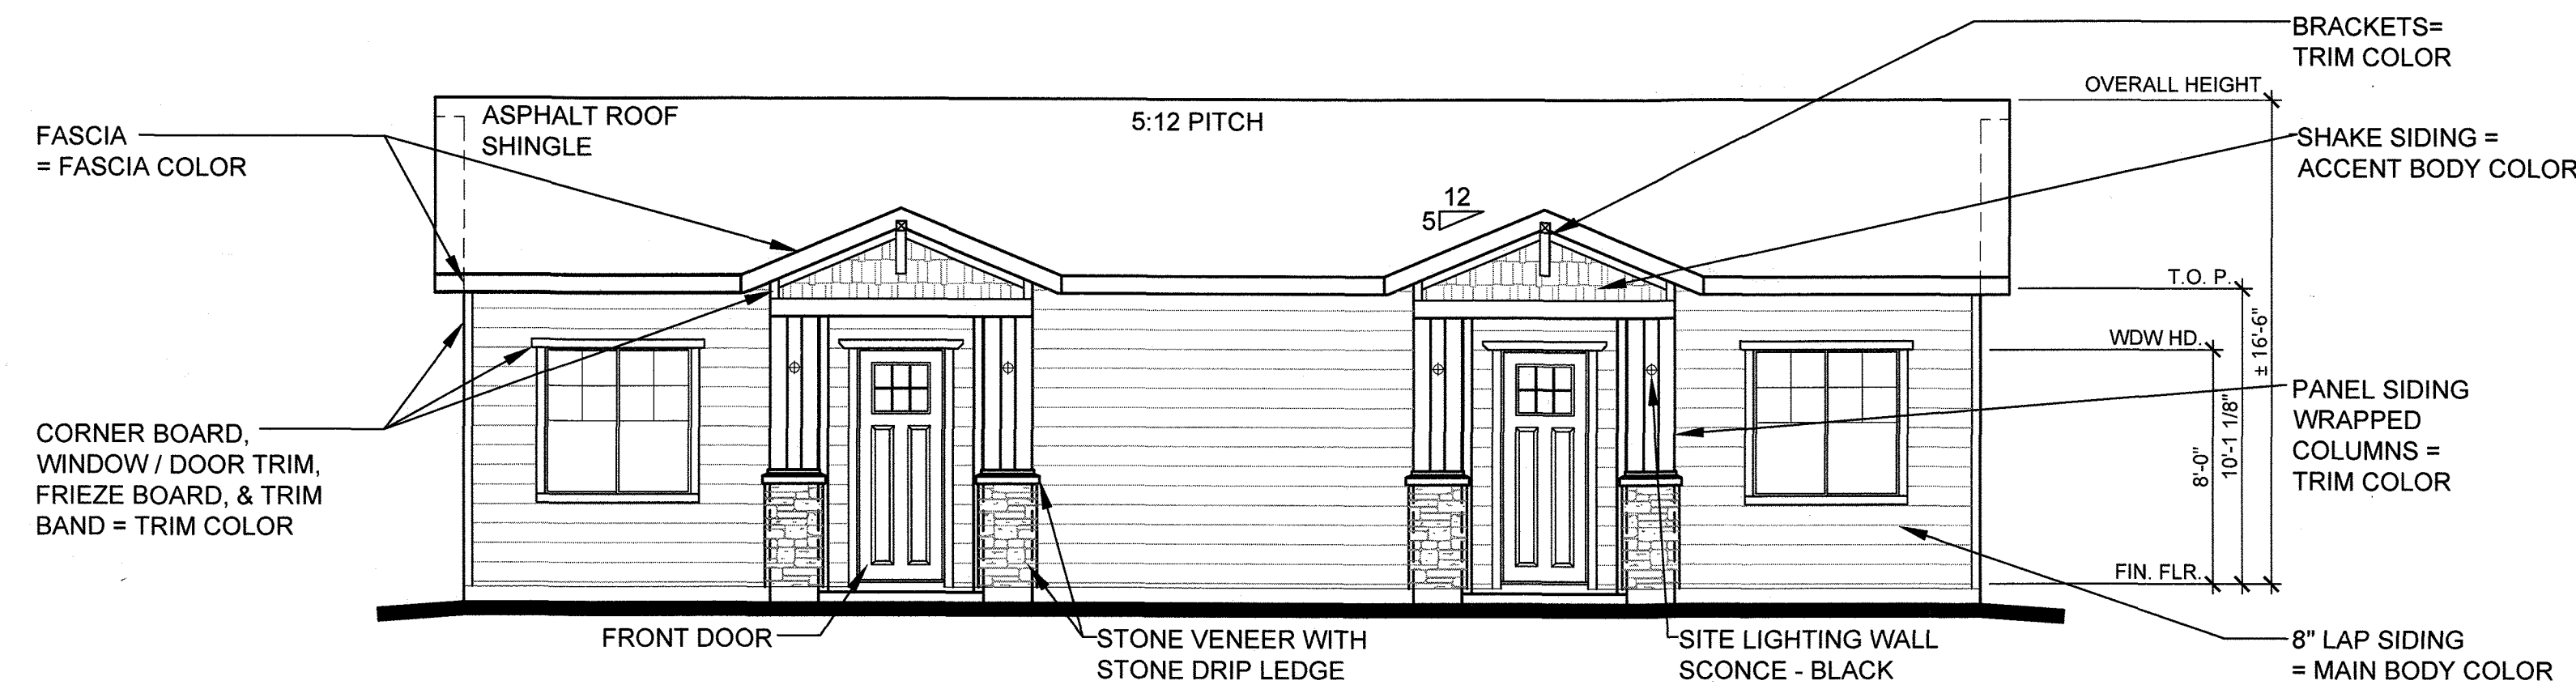 BRACKETS=
TRIM COLOR
OVERALL HEIGHT
ASPHALT ROOF
SHINGLE
5:12 PITCH
FASCIA
= FASCIA COLOR
SHAKE SIDING =
ACCENT BODY COLOR
12
5
T.O. P.
WDW HD.
± 16'-6"
10'-1 1/8"
8'-0"
PANEL SIDING
WRAPPED
COLUMNS =
TRIM COLOR
CORNER BOARD,
WINDOW / DOOR TRIM,
FRIEZE BOARD, & TRIM
BAND = TRIM COLOR
FIN. FLR.
FRONT DOOR
STONE VENEER WITH
STONE DRIP LEDGE
SITE LIGHTING WALL
SCONCE - BLACK
8" LAP SIDING
= MAIN BODY COLOR